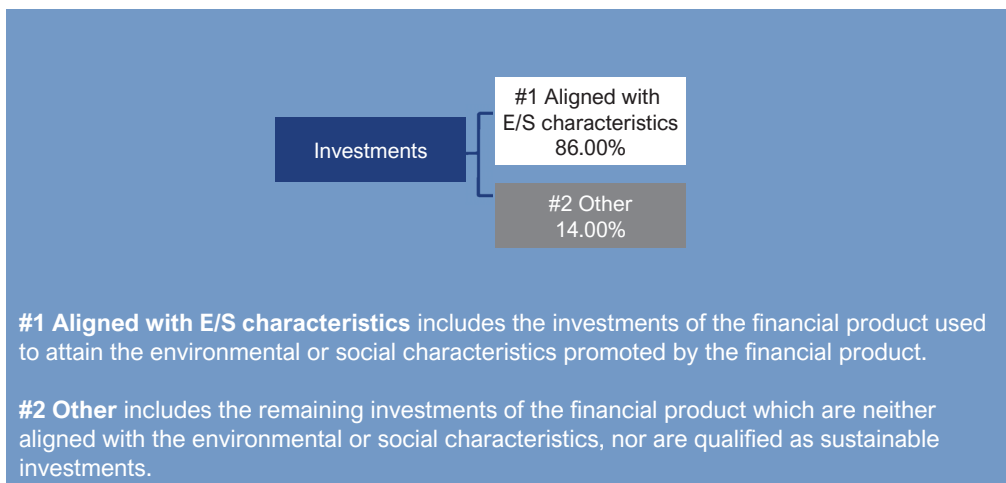 #1 Aligned with
E/S characteristics
86.00%
Investments
#2 Other
14.00%
#1 Aligned with E/S characteristics includes the investments of the financial product used
to attain the environmental or social characteristics promoted by the financial product.
#2 Other includes the remaining investments of the financial product which are neither
aligned with the environmental or social characteristics, nor are qualified as sustainable
investments.